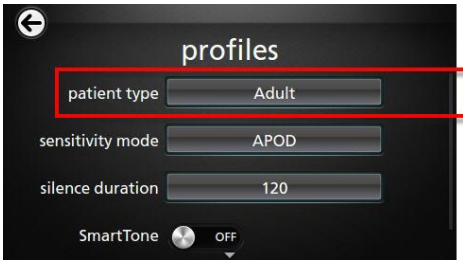 profiles
patient type Adult
sensitivity mode APOD
silence duration 120
SmartTone OFF